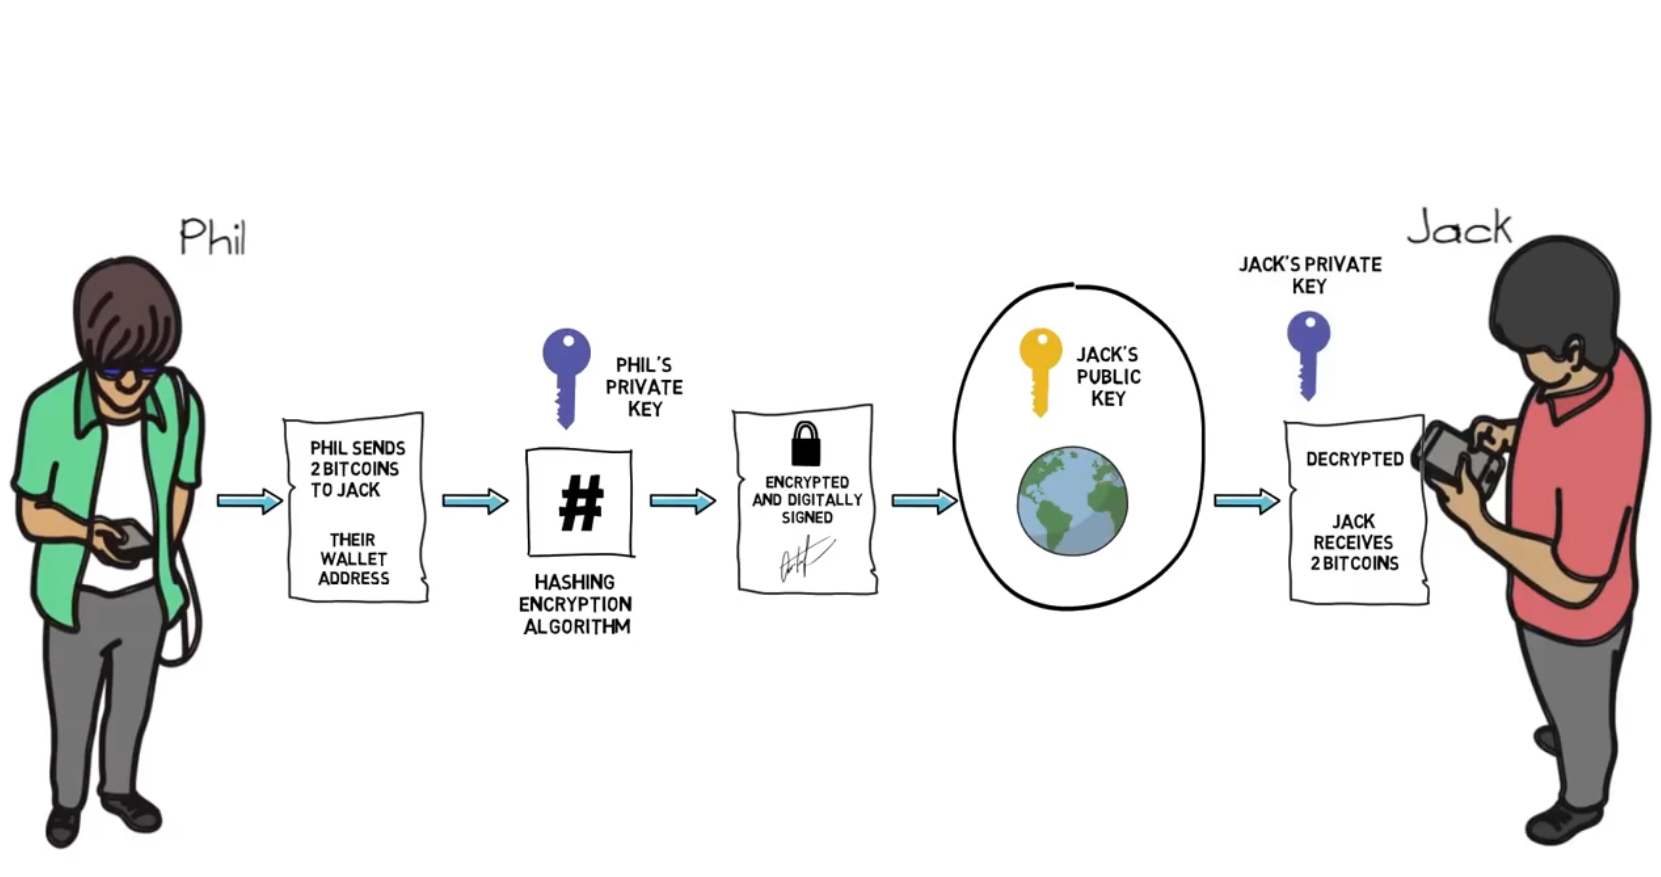 Phil
PHIL SENDS
2 BITCOINS
TO JACK
THEIR
WALLET
ADDRESS
PHIL'S
PRIVATE
KEY
#
HASHING
ENCRYPTION
ALGORITHM
ENCRYPTED
AND DIGITALLY
SIGNED
JACK'S
PUBLIC
KEY
JACK'S PRIVATE
KEY
DECRYPTED
JACK
RECEIVES
2 BITCOINS
Jack